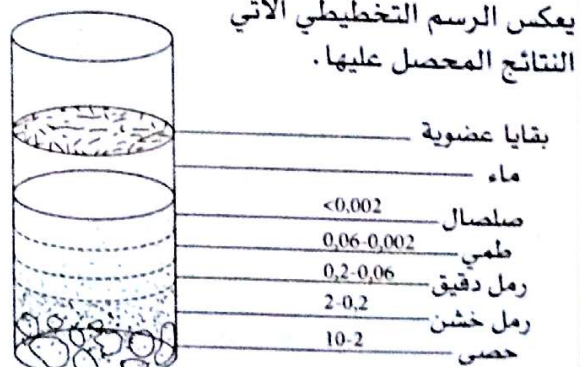 يعكس الرسم التخطيطي الآتي
النتائج المحصل عليها.
بقايا عضوية
ماء
صلصال <0,002
طمي 0,06-0,002
رمل دقيق 0,2-0,06
رمل خشن 2-0,2
حصى 10-2